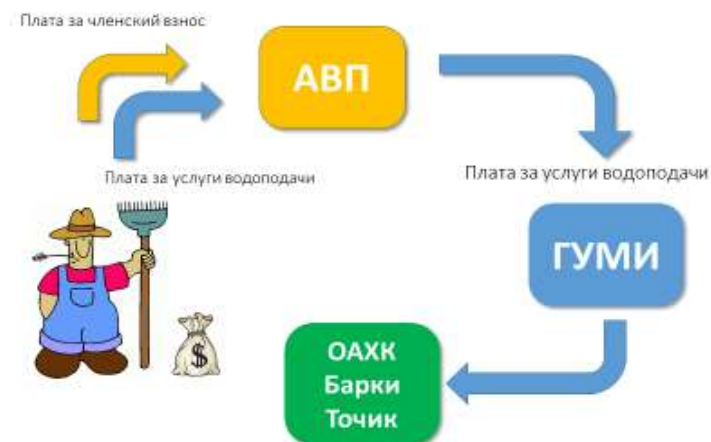 Плата за членский взнос
АВП
Плата за услуги водоподачи
Плата за услуги водоподачи
ГУМИ
$
ОАХК
Барки
Точик